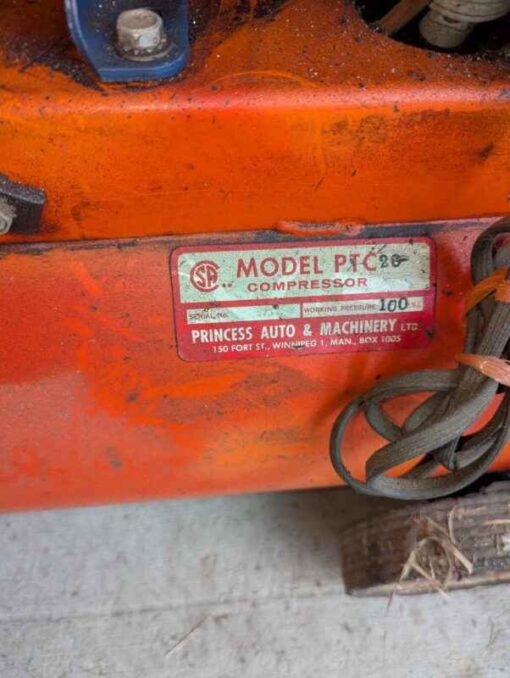 SA MODEL PTC 20
COMPRESSOR
SERIAL No. WORKING PRESSURE 100
PRINCESS AUTO & MACHINERY LTD.
150 FORT ST., WINNIPEG 1, MAN., BOX 1005